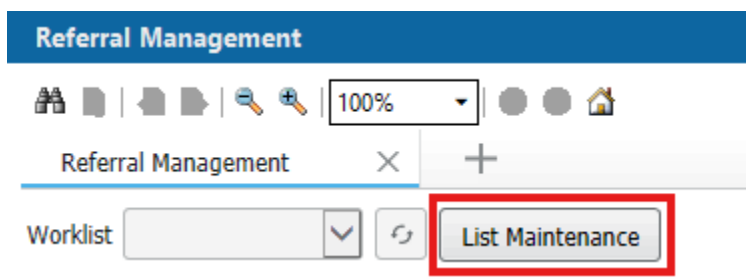 Referral Management
100%
Referral Management
Worklist List Maintenance